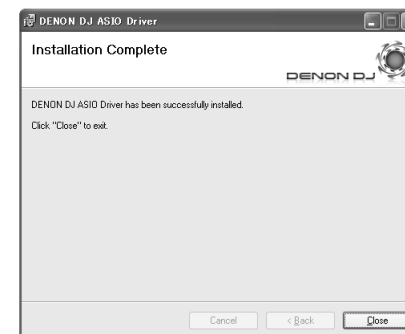 DENON DJ ASIO Driver
Installation Complete
DENON DJ
DENON DJ ASIO Driver has been successfully installed.
Click "Close" to exit.
Cancel
< Back
Close